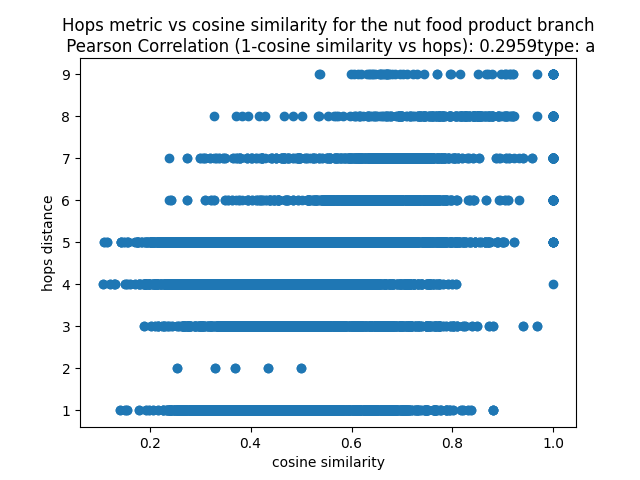 Hops metric vs cosine similarity for the nut food product branch
Pearson Correlation (1-cosine similarity vs hops): 0.2959type: a
9
8
7
6
5
4
3
2
1
hops distance
0.2 0.4 0.6 0.8 1.0
cosine similarity